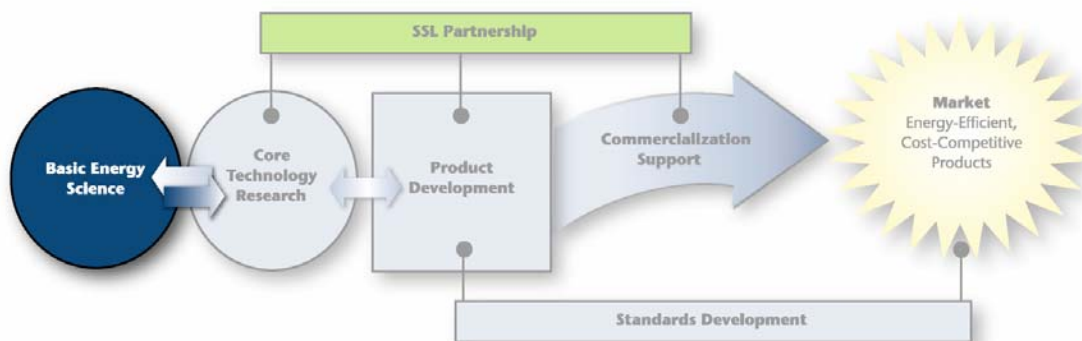 SSL Partnership
Basic Energy
Science
Core
Technology
Research
Product
Development
Commercialization
Support
Market
Energy-Efficient,
Cost-Competitive
Products
Standards Development